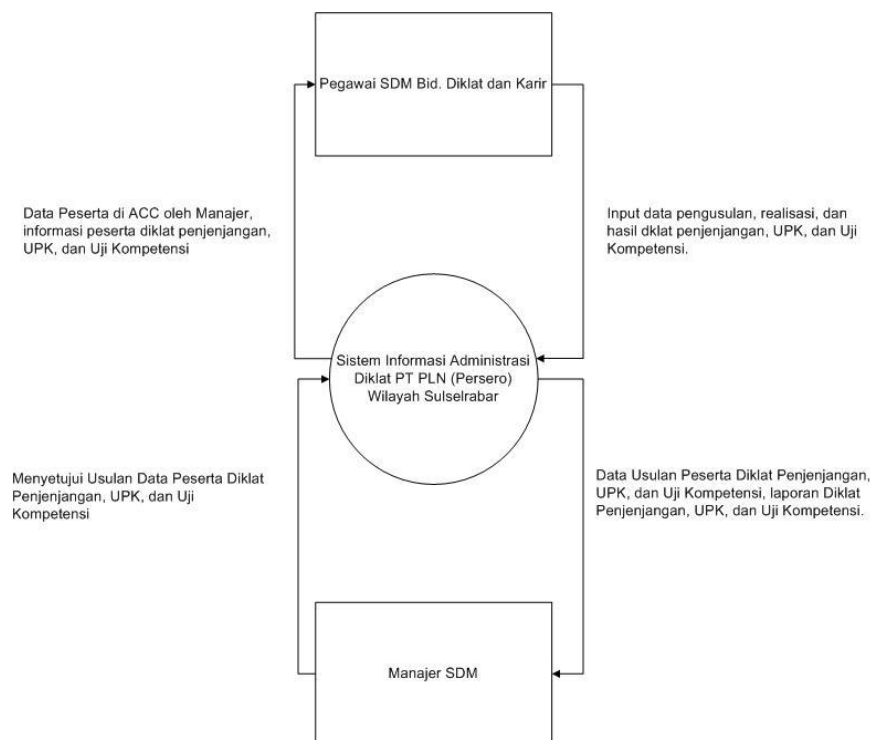 Pegawai SDM Bid. Diklat dan Karir
Data Peserta di ACC oleh Manajer,
informasi peserta diklat penjenjangan,
UPK, dan Uji Kompetensi
Input data pengusulan, realisasi, dan
hasil dklat penjenjangan, UPK, dan Uji
Kompetensi.
Sistem Informasi Administrasi
Diklat PT PLN (Persero)
Wilayah Sulselrabar
Menyetujui Usulan Data Peserta Diklat
Penjenjangan, UPK, dan Uji
Kompetensi
Data Usulan Peserta Diklat Penjenjangan,
UPK, dan Uji Kompetensi, laporan Diklat
Penjenjangan, UPK, dan Uji Kompetensi.
Manajer SDM